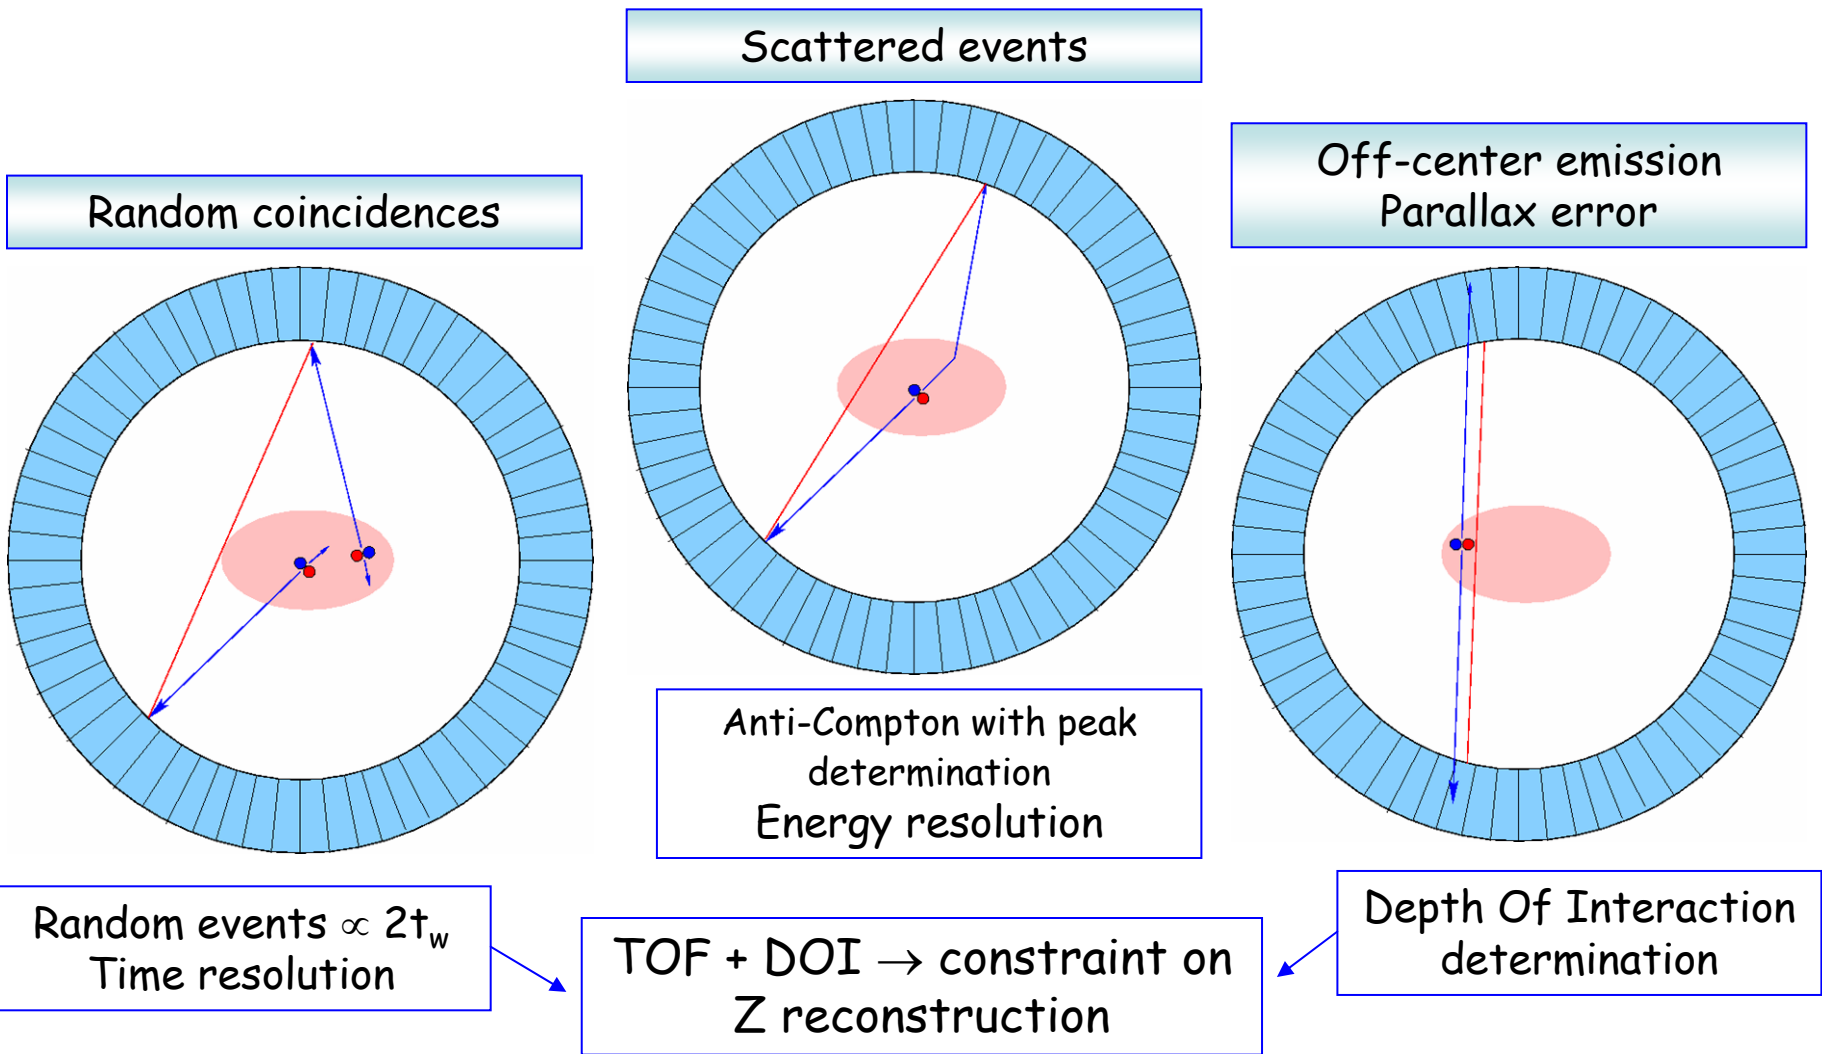 Scattered events
Random coincidences
Off-center emission
Parallax error
Anti-Compton with peak
determination
Energy resolution
Random events ∝ 2t_w
Time resolution
TOF + DOI → constraint on
Z reconstruction
Depth Of Interaction
determination